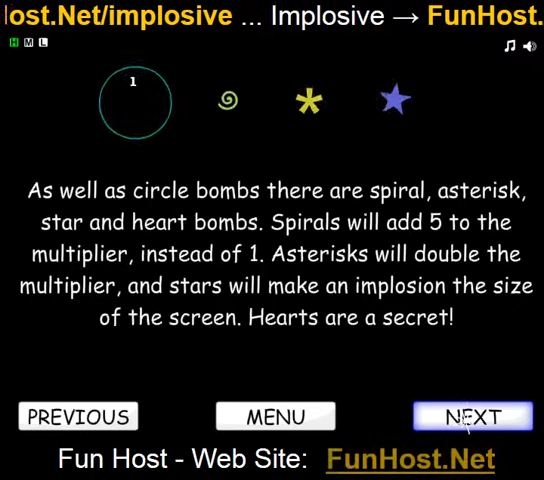 lost.Net/implosive ... Implosive → FunHost.
H M L
1
As well as circle bombs there are spiral, asterisk,
star and heart bombs. Spirals will add 5 to the
multiplier, instead of 1. Asterisks will double the
multiplier, and stars will make an implosion the size
of the screen. Hearts are a secret!
PREVIOUS MENU NEXT
Fun Host - Web Site: FunHost.Net